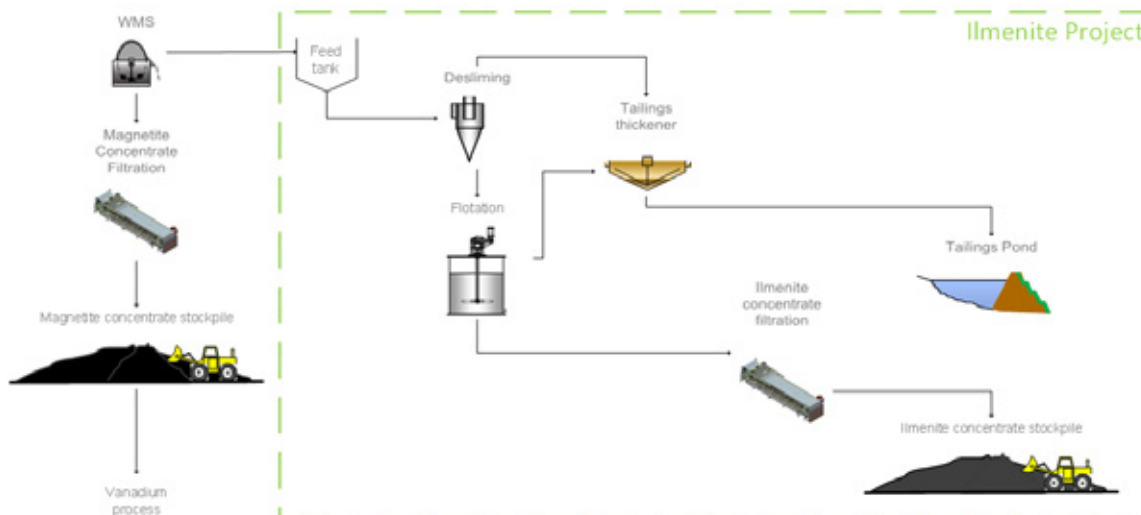 WMS
Ilmenite Project
Feed
tank
Desliming
Tailings
thickener
Magnetite
Concentrate
Filtration
Flotation
Tailings Pond
Ilmenite
concentrate
filtration
Magnetite concentrate stockpile
Ilmenite concentrate stockpile
Vanadium
process